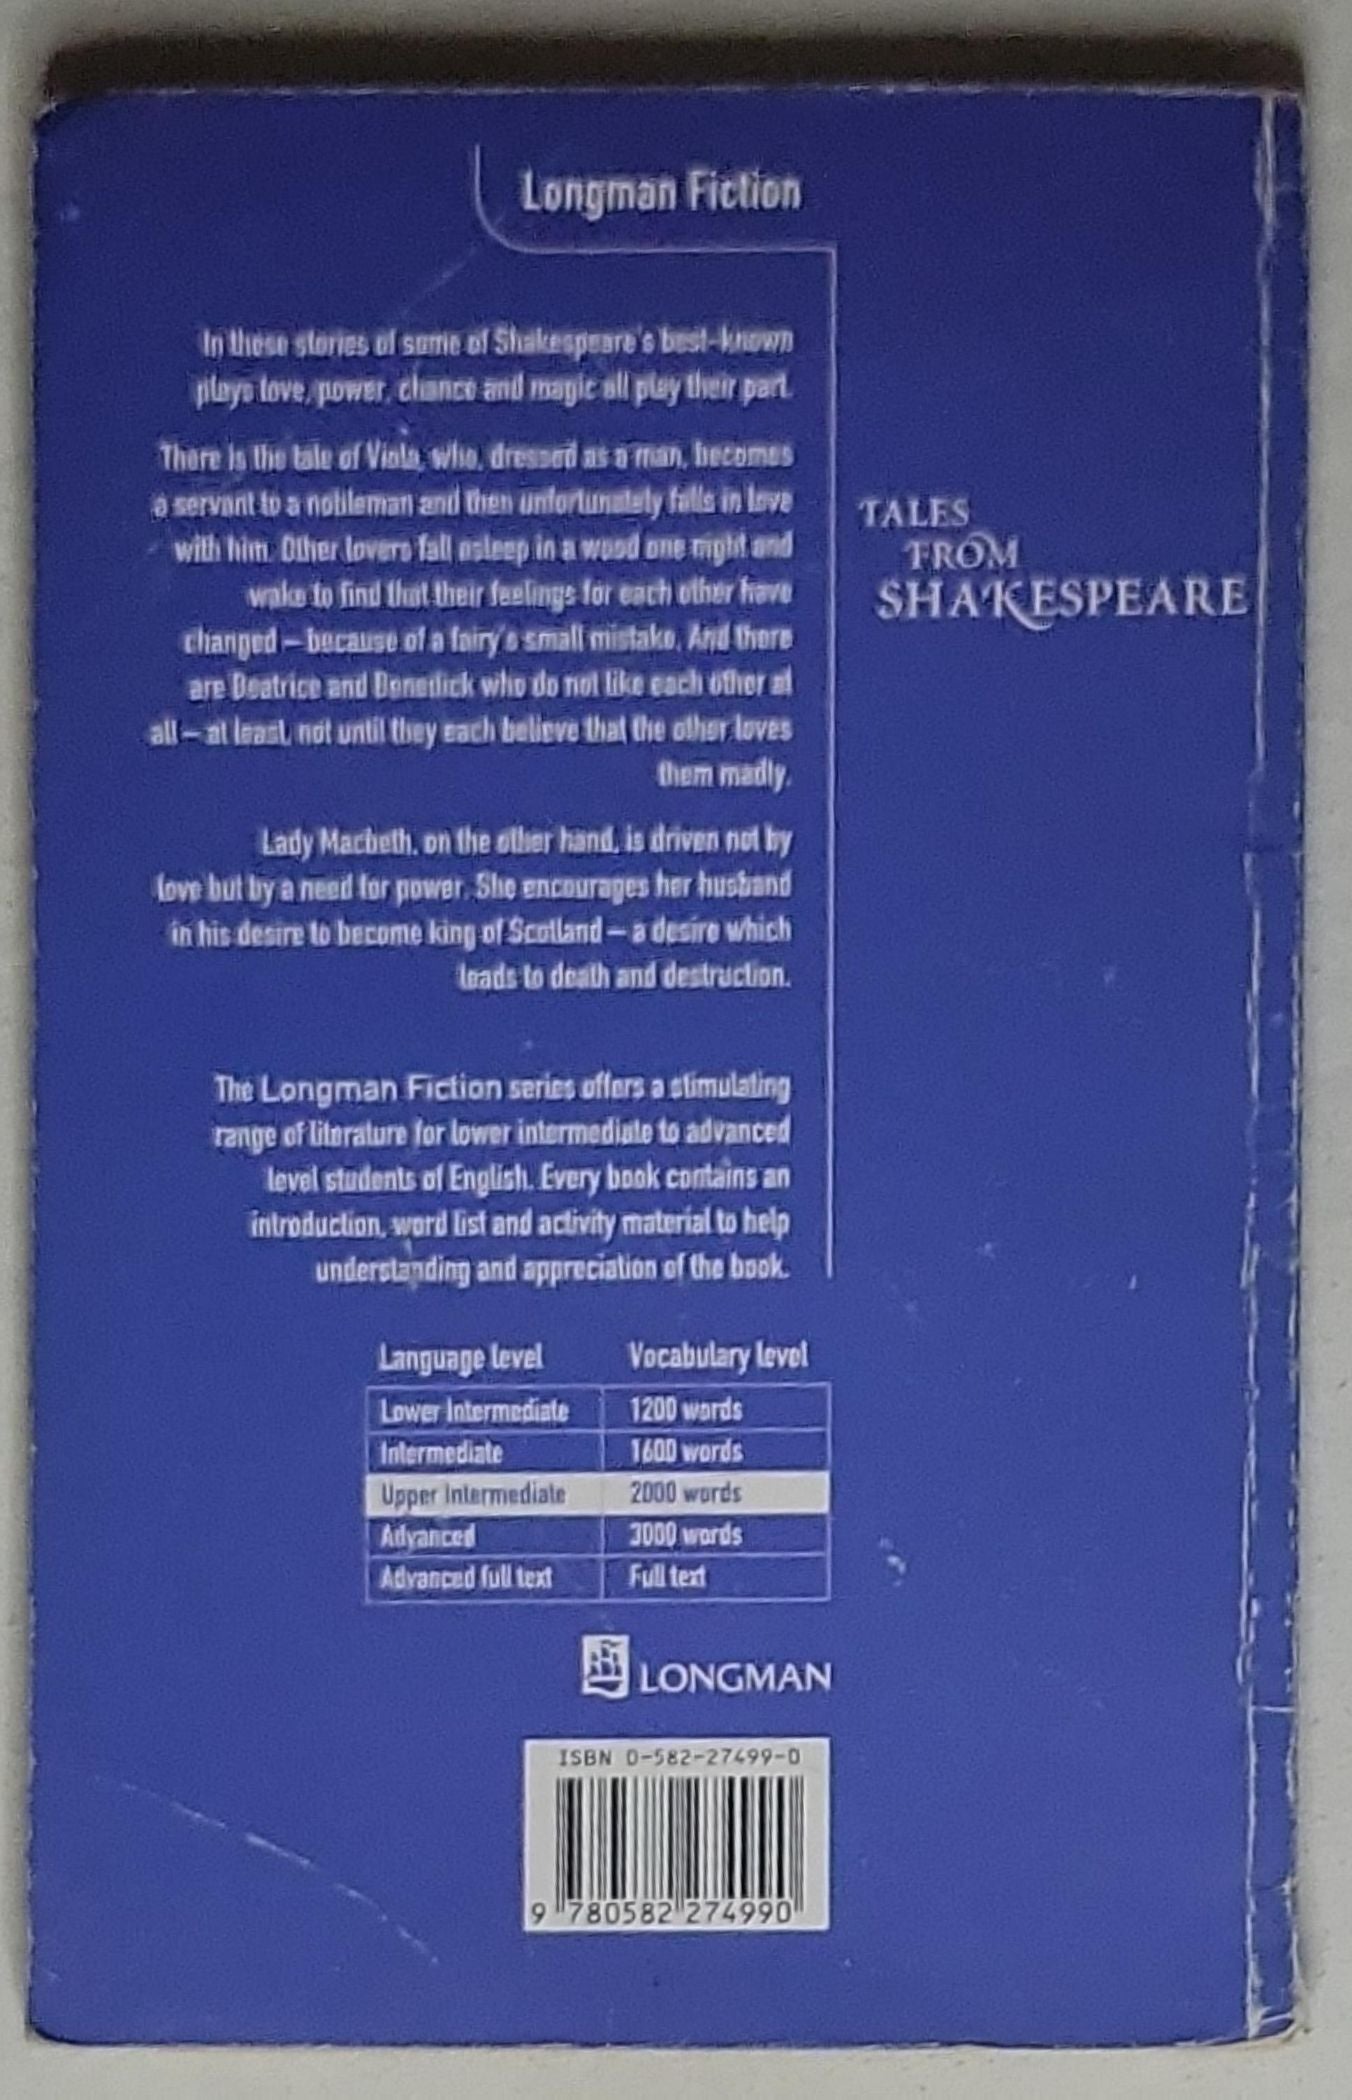 Longman Fiction
In these stories of some of Shakespeare's best-known
plays love, power, chance and magic all play their part.
There is the tale of Viola, who, dressed as a man, becomes
a servant to a nobleman and then unfortunately falls in love
with him. Other lovers fall asleep in a wood one night and
wake to find that their feelings for each other have
changed – because of a fairy's small mistake. And there
are Beatrice and Benedick who do not like each other at
all – at least, not until they each believe that the other loves
them madly.
Lady Macbeth, on the other hand, is driven not by
love but by a need for power. She encourages her husband
in his desire to become king of Scotland – a desire which
leads to death and destruction.
The Longman Fiction series offers a stimulating
range of literature for lower intermediate to advanced
level students of English. Every book contains an
introduction, word list and activity material to help
understanding and appreciation of the book.
TALES
FROM
SHAKESPEARE
Language level Vocabulary level
Lower Intermediate 1200 words
Intermediate 1600 words
Upper Intermediate 2000 words
Advanced 3000 words
Advanced full text Full text
LONGMAN
ISBN 0-582-27499-0
9 780582 274990